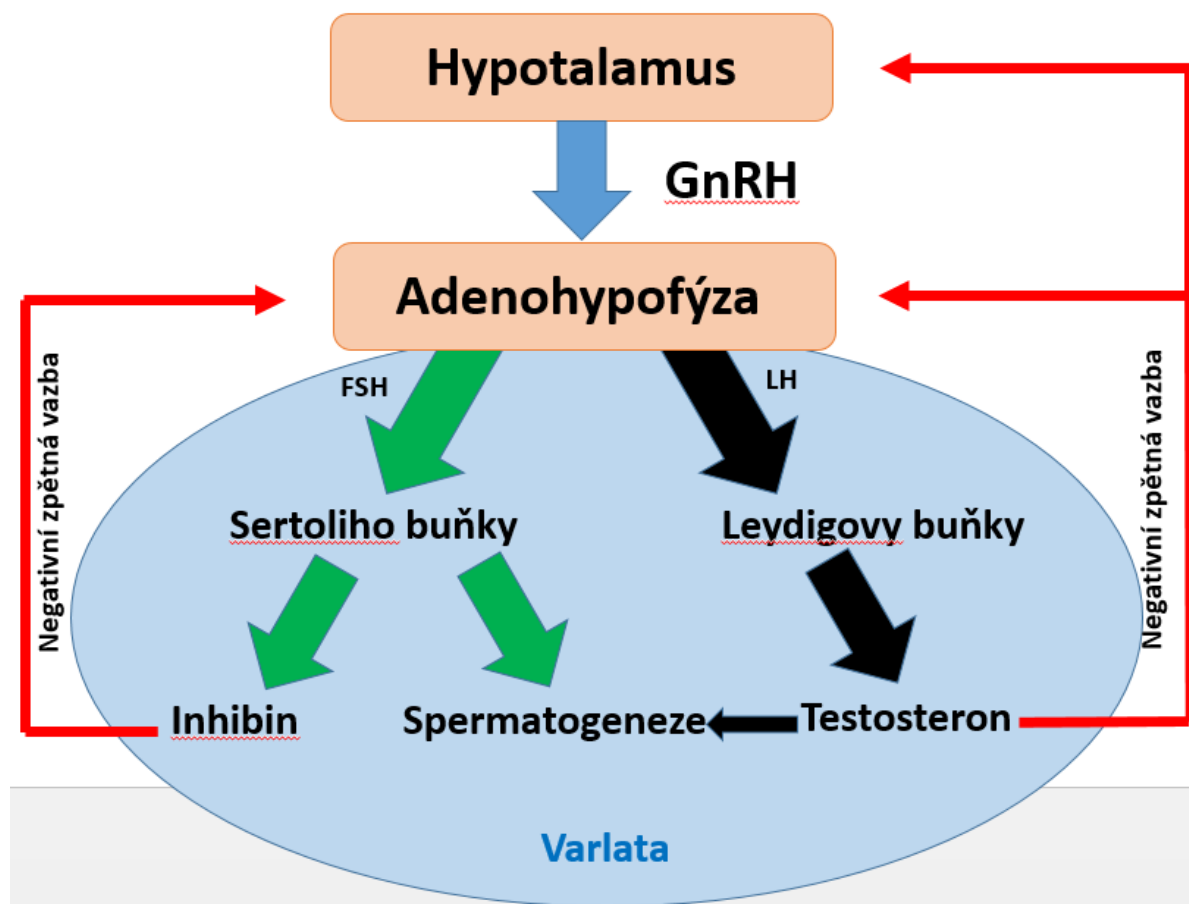 Hypotalamus
GnRH
Adenohypofýza
FSH
LH
Negativní zpětná vazba
Negativní zpětná vazba
Sertoliho buňky
Leydigovy buňky
Inhibin
Spermatogeneze
Testosteron
Varlata